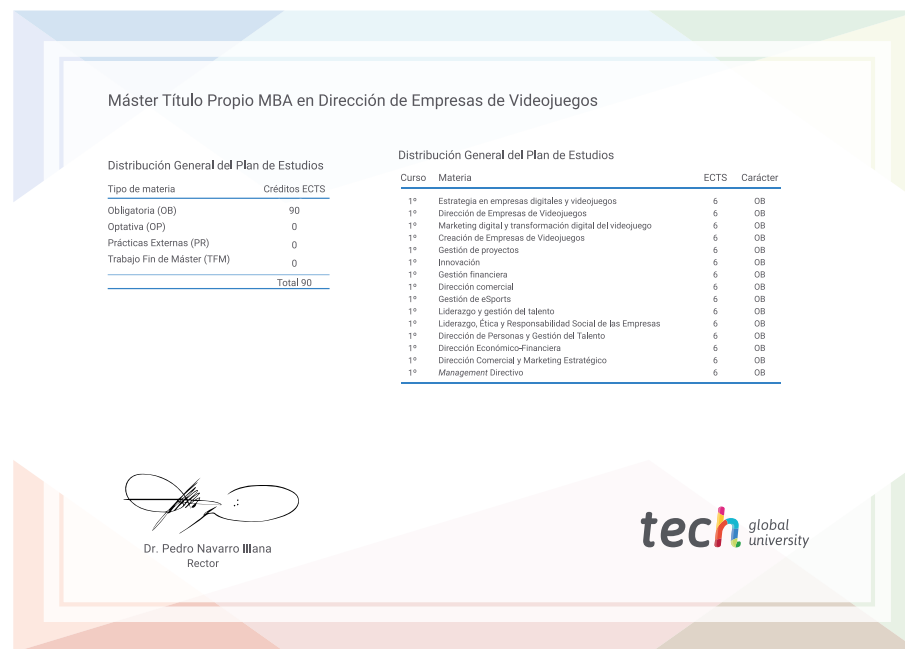 Máster Título Propio MBA en Dirección de Empresas de Videojuegos
Distribución General del Plan de Estudios
Tipo de materia Créditos ECTS
Obligatoria (OB) 90
Optativa (OP) 0
Prácticas Externas (PR) 0
Trabajo Fin de Máster (TFM) 0
Total 90
Distribución General del Plan de Estudios
Curso Materia ECTS Carácter
1º Estrategia en empresas digitales y videojuegos 6 OB
1º Dirección de Empresas de Videojuegos 6 OB
1º Marketing digital y transformación digital del videojuego 6 OB
1º Creación de Empresas de Videojuegos 6 OB
1º Gestión de proyectos 6 OB
1º Innovación 6 OB
1º Gestión financiera 6 OB
1º Dirección comercial 6 OB
1º Gestión de eSports 6 OB
1º Liderazgo y gestión del talento 6 OB
1º Liderazgo, Ética y Responsabilidad Social de las Empresas 6 OB
1º Dirección de Personas y Gestión del Talento 6 OB
1º Dirección Económico-Financiera 6 OB
1º Dirección Comercial y Marketing Estratégico 6 OB
1º Management Directivo 6 OB
Dr. Pedro Navarro Illana
Rector
tech global university